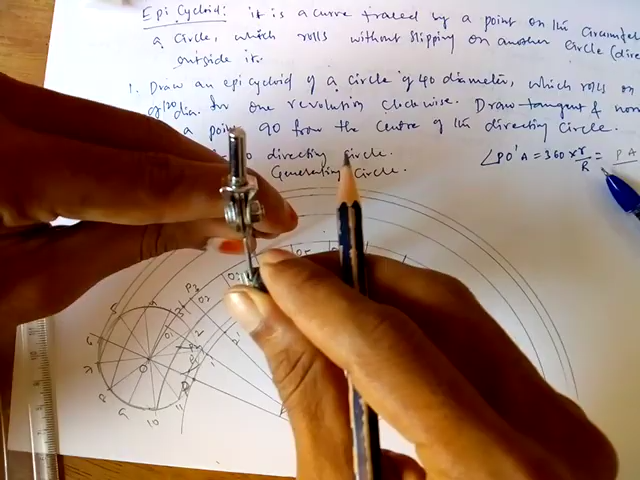 Epi Cycloid: it is a curve traced by a point on the circumfe
a circle, which rolls without slipping on another circle (dire
outside it.
1. Draw an epicycloid of a circle of 40 diameter, which rolls on
of 120 dia. for one revolution clockwise. Draw tangent & norm
a point 90 from the centre of the directing circle.
directing circle.
Generating circle.
∠PO'A = 360 × r/R = PA